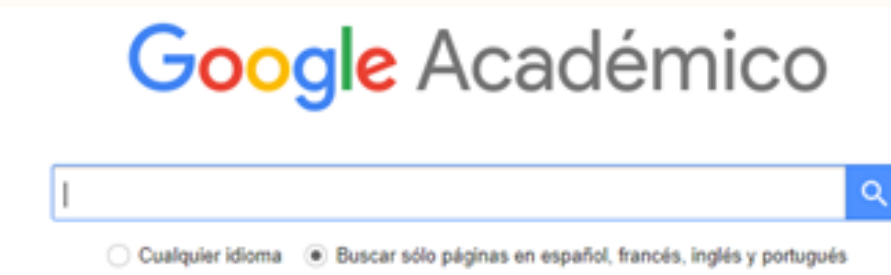 Google Académico
Cualquier idioma Buscar sólo páginas en español, francés, inglés y portugués